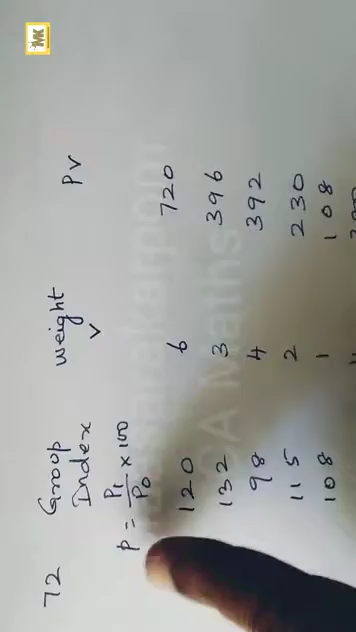 MK
72 Group Index weight PV
P = P1/P0 × 100 V
120 6 720
132 3 396
98 4 392
115 2 230
108 1 108